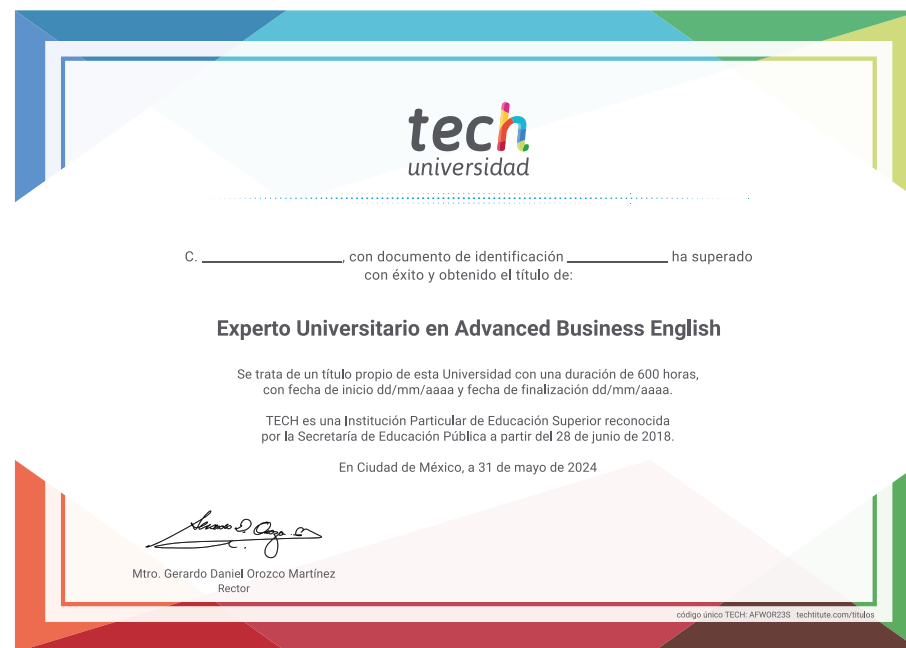 tech
universidad
C. ____________, con documento de identificación ____________ ha superado
con éxito y obtenido el título de:
Experto Universitario en Advanced Business English
Se trata de un título propio de esta Universidad con una duración de 600 horas,
con fecha de inicio dd/mm/aaaa y fecha de finalización dd/mm/aaaa.
TECH es una Institución Particular de Educación Superior reconocida
por la Secretaría de Educación Pública a partir del 28 de junio de 2018.
En Ciudad de México, a 31 de mayo de 2024
Mtro. Gerardo Daniel Orozco Martínez
Rector
código único TECH: AFWOR23S techtitute.com/titulos